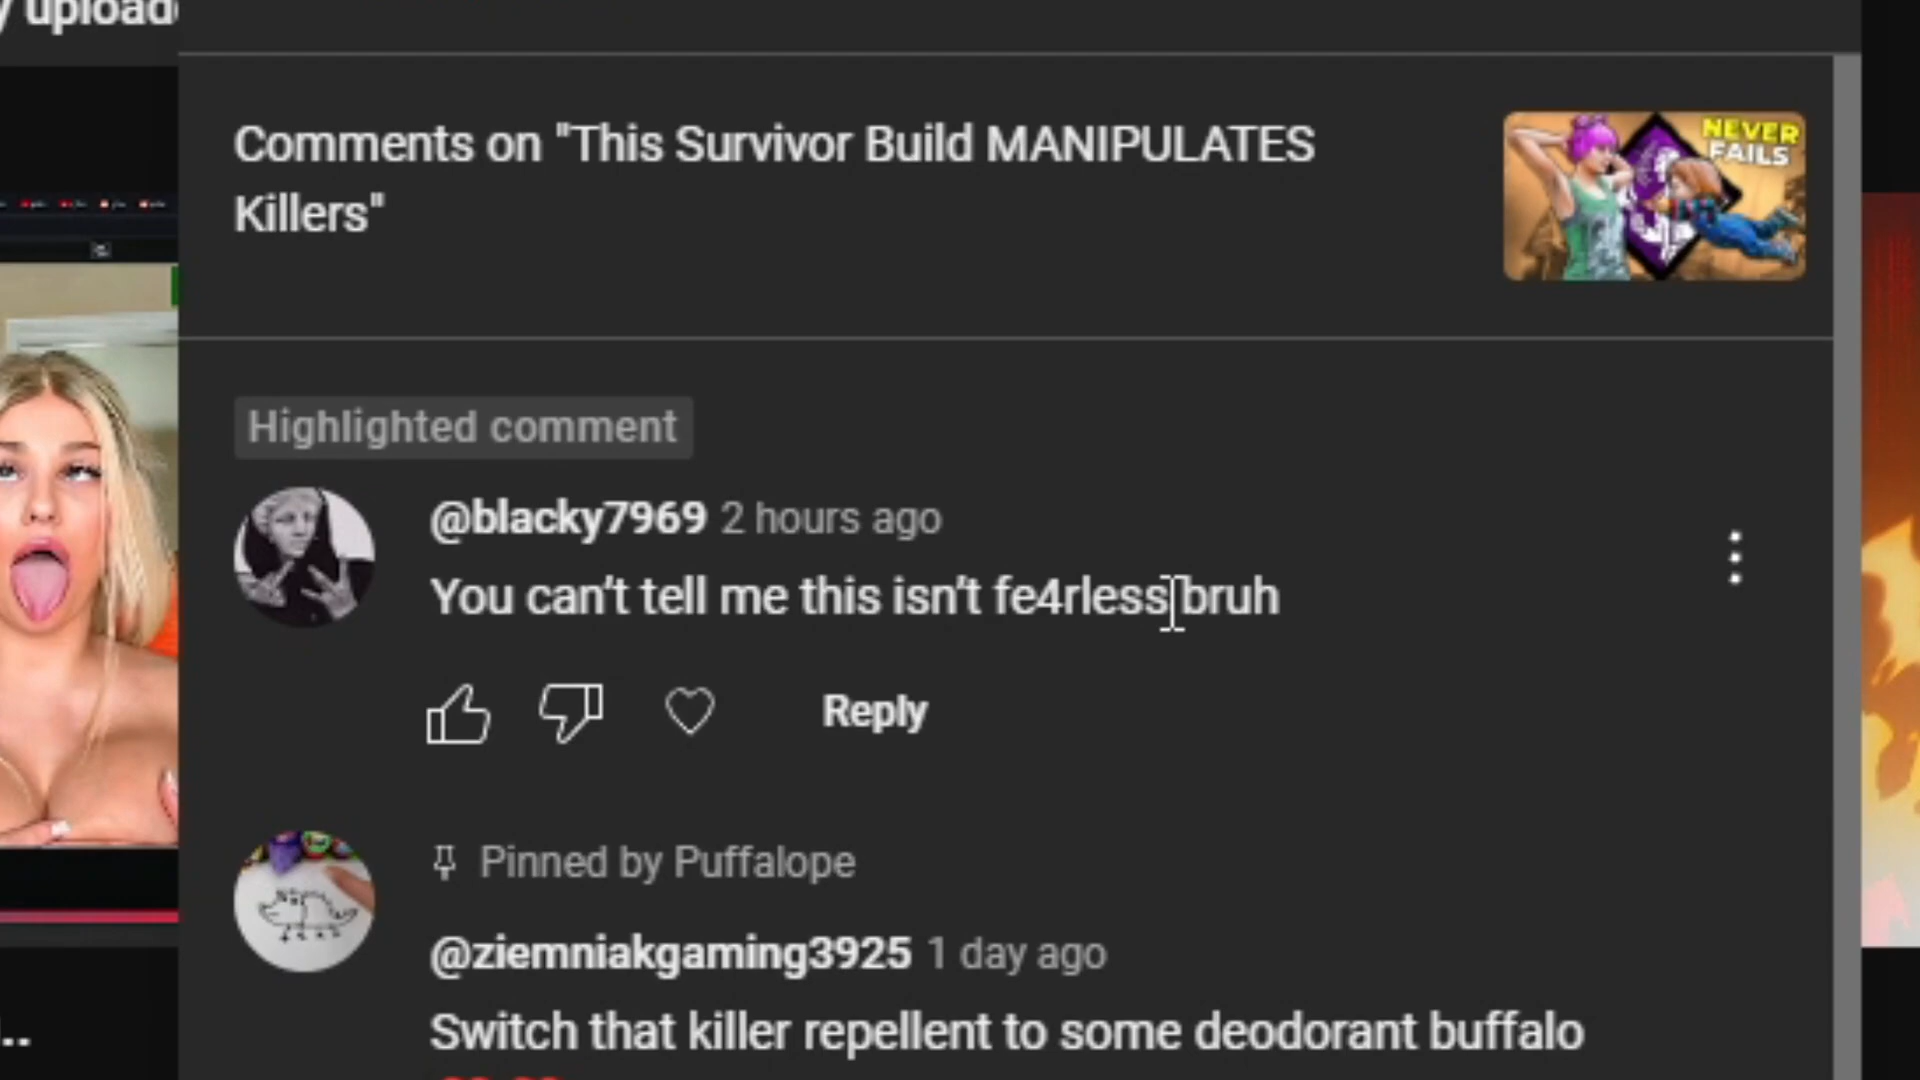 Comments on "This Survivor Build MANIPULATES
Killers"
NEVER
FAILS
Highlighted comment
@blacky7969 2 hours ago
You can't tell me this isn't fe4rless bruh
Reply
Pinned by Puffalope
@ziemniakgaming3925 1 day ago
Switch that killer repellent to some deodorant buffalo